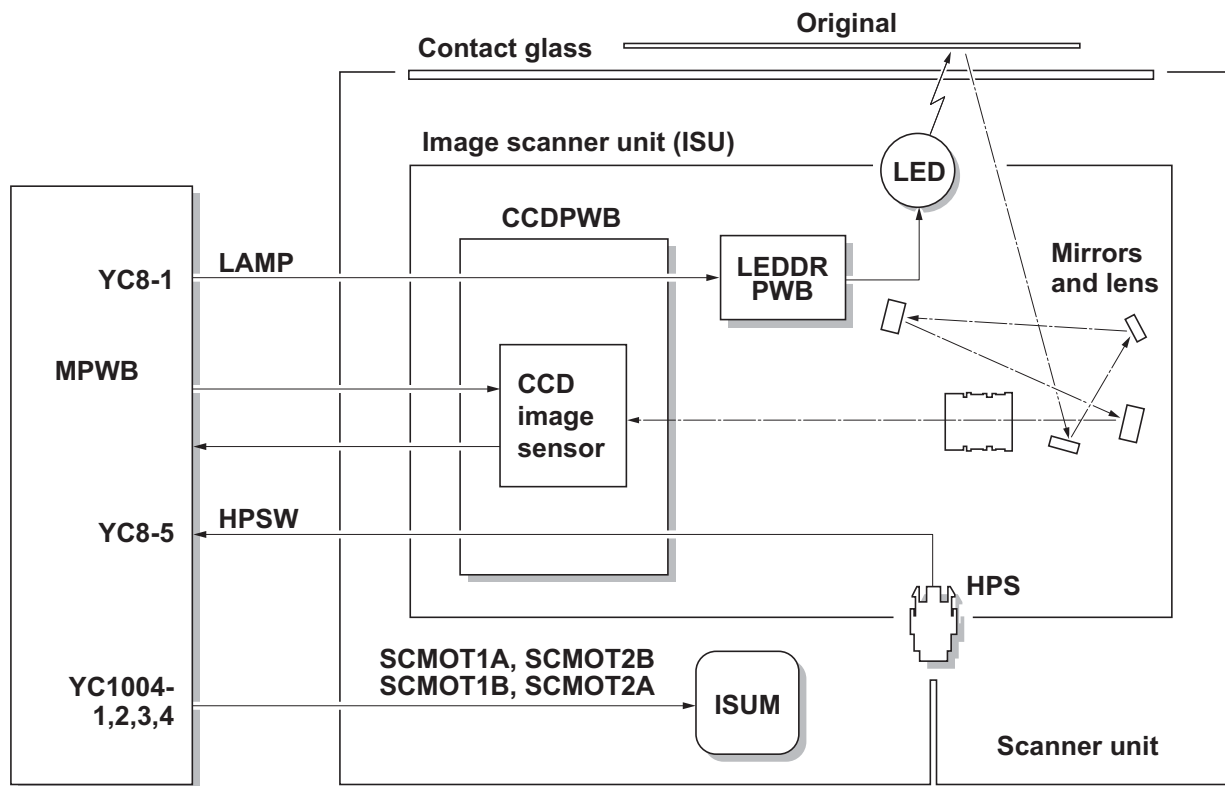 Original
Contact glass
Image scanner unit (ISU)
LED
CCDPWB
YC8-1
LAMP
LEDDR
PWB
Mirrors
and lens
MPWB
CCD
image
sensor
YC8-5
HPSW
HPS
SCMOT1A, SCMOT2B
SCMOT1B, SCMOT2A
YC1004-
1,2,3,4
ISUM
Scanner unit